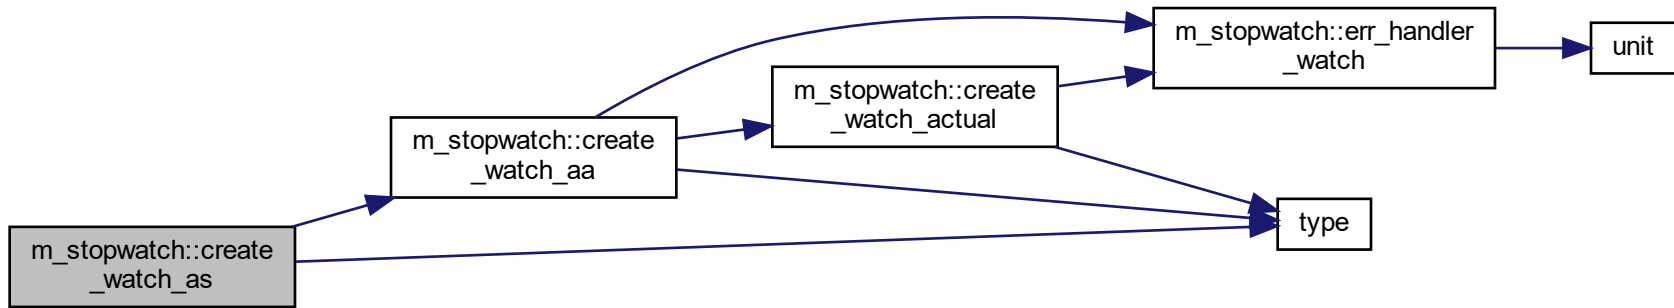 m_stopwatch::create
_watch_as
m_stopwatch::create
_watch_aa
m_stopwatch::create
_watch_actual
m_stopwatch::err_handler
_watch
unit
type